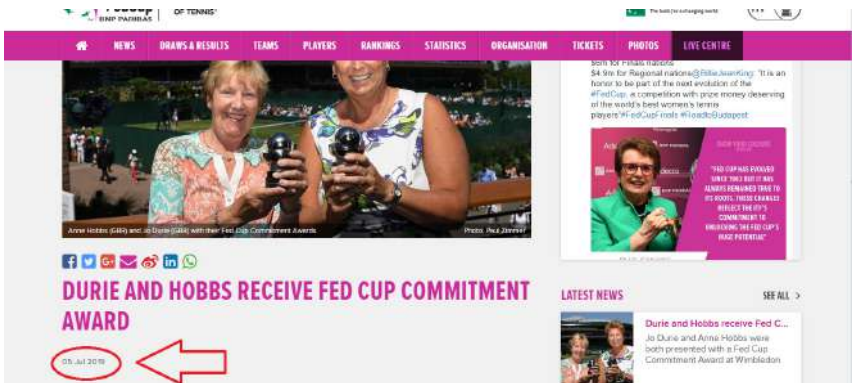 BNP PARIBAS
OF TENNIS
NEWS DRAWS & RESULTS TEAMS PLAYERS RANKINGS STATISTICS ORGANISATION TICKETS PHOTOS LIVE CENTRE
Anne Hobbs (GBR) and Jo Durie (GBR) with their Fed Cup Commitment Awards
Photo: Paul Zimmer
DURIE AND HOBBS RECEIVE FED CUP COMMITMENT
AWARD
05 Jul 2019
for Finals nations
$4.9m for Regional nations@BillieJeanKing: "It is an
honor to be part of the next evolution of the
#FedCup, a competition with prize money deserving
of the world's best women's tennis
players"#FedCupFinals #RoadtoBudapest
"FED CUP HAS EVOLVED
SINCE 1963 BUT IT HAS
ALWAYS REMAINED TRUE TO
ITS ROOTS. THESE CHANGES
REFLECT THE ITF'S
COMMITMENT TO
UNLOCKING THE FED CUP'S
HUGE POTENTIAL"
LATEST NEWS
SEE ALL >
Durie and Hobbs receive Fed C...
Jo Durie and Anne Hobbs were
both presented with a Fed Cup
Commitment Award at Wimbledon